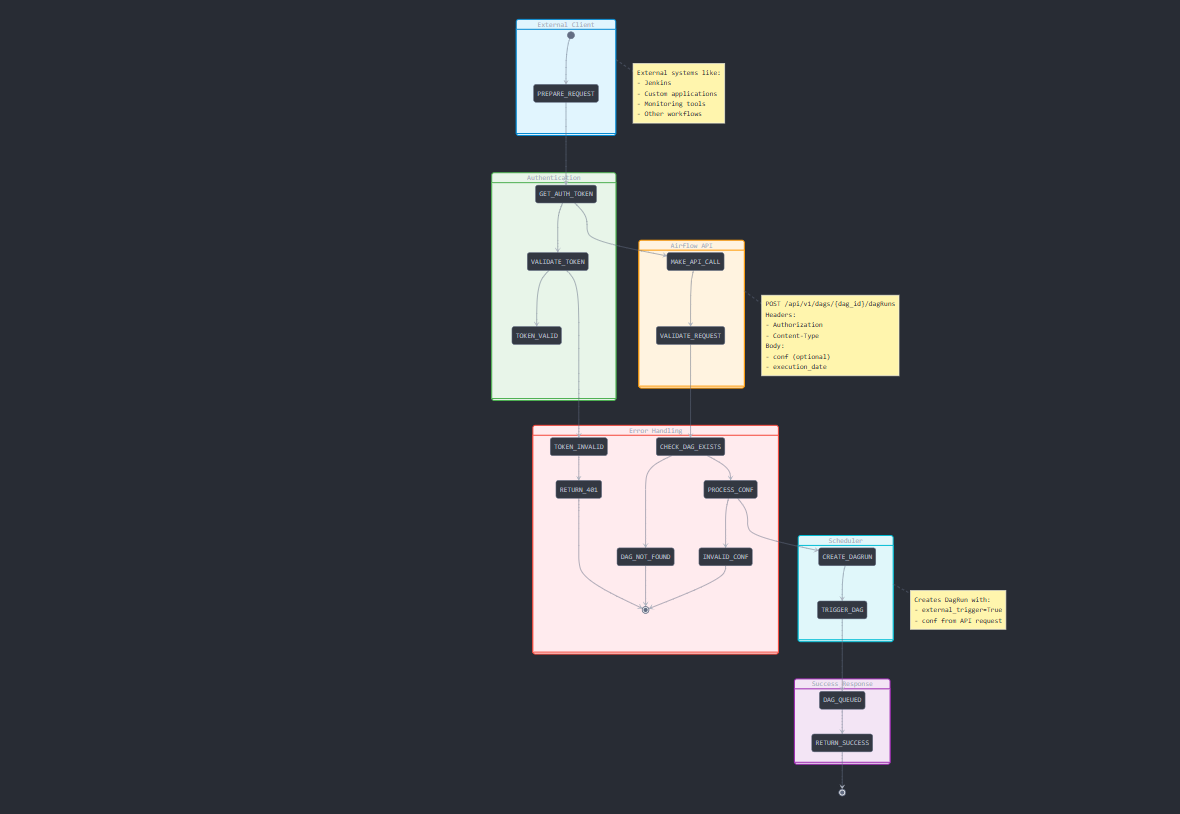 External Client
PREPARE_REQUEST
External systems like:
- Jenkins
- Custom applications
- Monitoring tools
- Other workflows
Authentication
GET_AUTH_TOKEN
VALIDATE_TOKEN
TOKEN_VALID
Airflow API
MAKE_API_CALL
VALIDATE_REQUEST
POST /api/v1/dags/{dag_id}/dagRuns
Headers:
- Authorization
- Content-Type
Body:
- conf (optional)
- execution_date
Error Handling
TOKEN_INVALID
CHECK_DAG_EXISTS
RETURN_401
PROCESS_CONF
DAG_NOT_FOUND
INVALID_CONF
Scheduler
CREATE_DAGRUN
TRIGGER_DAG
Creates DagRun with:
- external_trigger=True
- conf from API request
Success Response
DAG_QUEUED
RETURN_SUCCESS